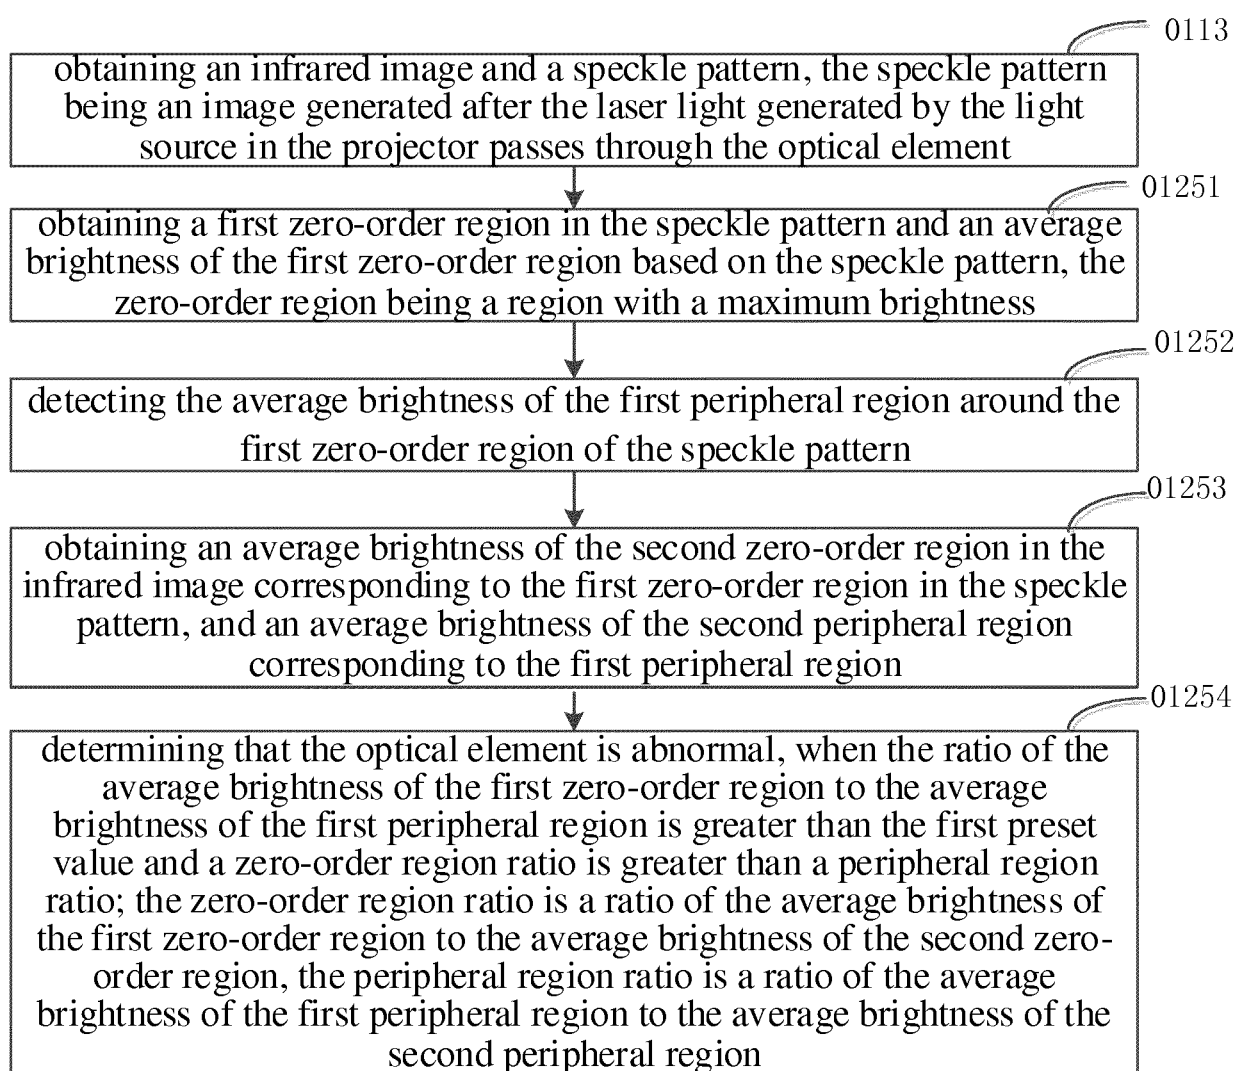 0113
obtaining an infrared image and a speckle pattern, the speckle pattern
being an image generated after the laser light generated by the light
source in the projector passes through the optical element
01251
obtaining a first zero-order region in the speckle pattern and an average
brightness of the first zero-order region based on the speckle pattern, the
zero-order region being a region with a maximum brightness
01252
detecting the average brightness of the first peripheral region around the
first zero-order region of the speckle pattern
01253
obtaining an average brightness of the second zero-order region in the
infrared image corresponding to the first zero-order region in the speckle
pattern, and an average brightness of the second peripheral region
corresponding to the first peripheral region
01254
determining that the optical element is abnormal, when the ratio of the
average brightness of the first zero-order region to the average
brightness of the first peripheral region is greater than the first preset
value and a zero-order region ratio is greater than a peripheral region
ratio; the zero-order region ratio is a ratio of the average brightness of
the first zero-order region to the average brightness of the second zero-
order region, the peripheral region ratio is a ratio of the average
brightness of the first peripheral region to the average brightness of the
second peripheral region